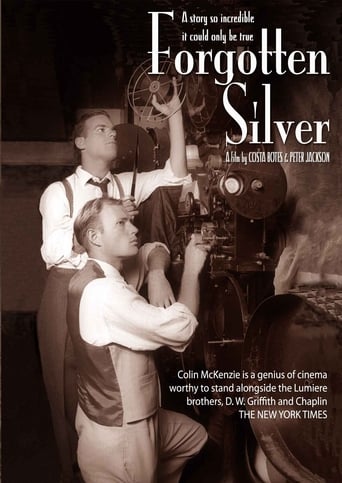 A story so incredible
it could only be true
Forgotten
Silver
A film by COSTA BOTES & PETER JACKSON
Colin McKenzie is a genius of cinema
worthy to stand alongside the Lumiere
brothers, D. W. Griffith and Chaplin
THE NEW YORK TIMES